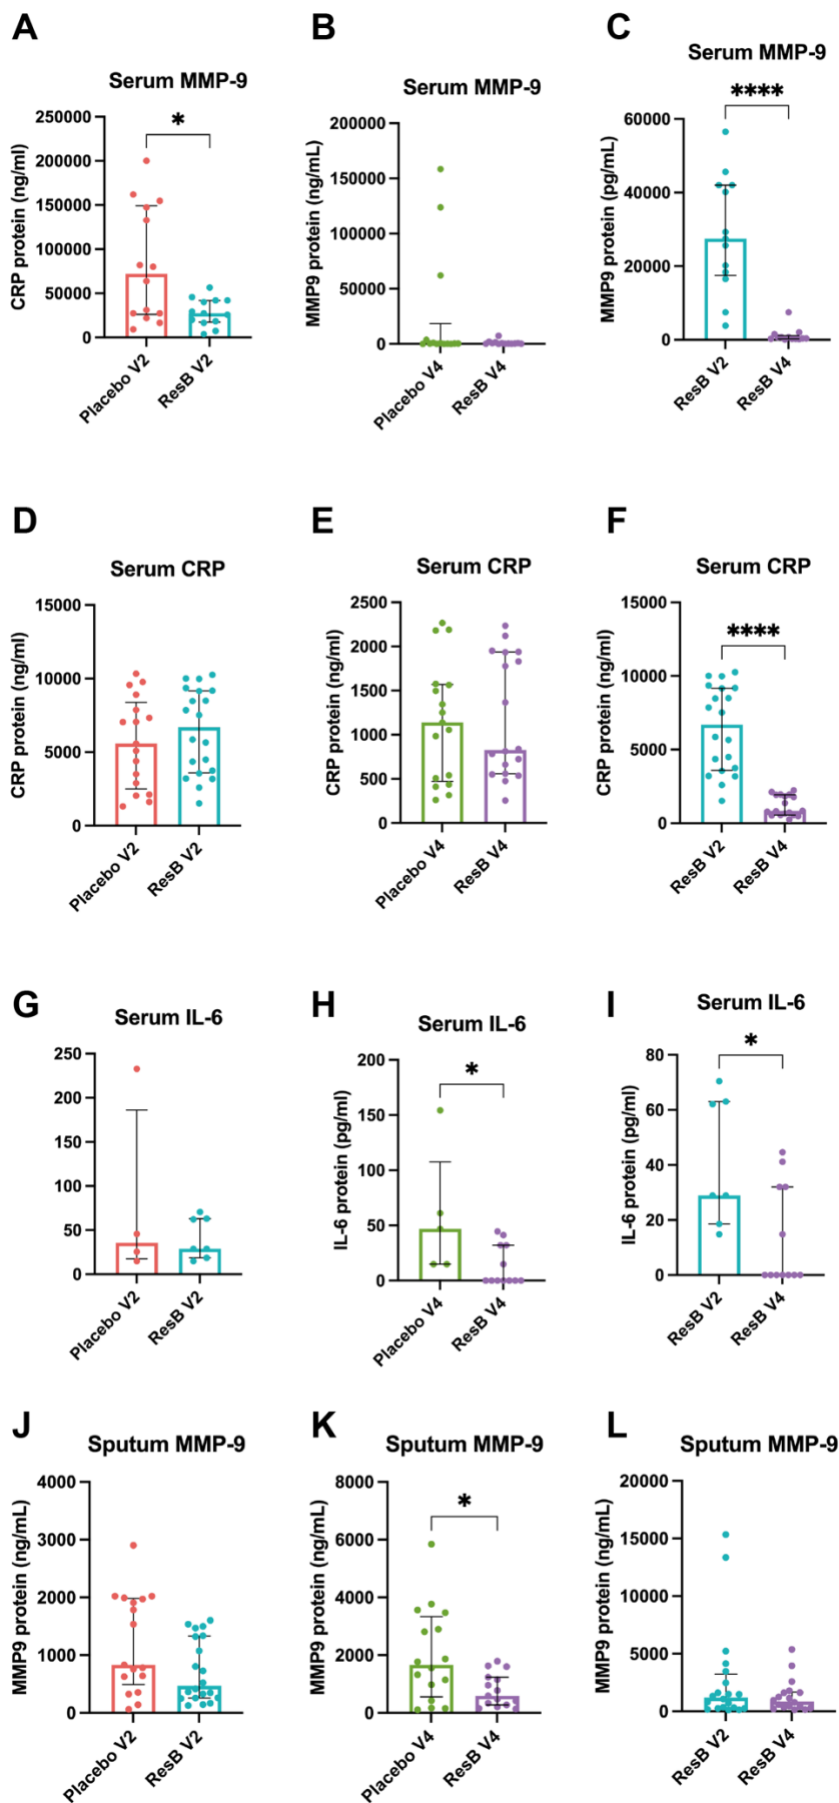 A
B
C
Serum MMP-9
Serum MMP-9
Serum MMP-9
CRP protein (ng/ml)
250000
200000
150000
100000
50000
0
*
Placebo V2
ResB V2
MMP9 protein (ng/mL)
200000
150000
100000
50000
0
Placebo V4
ResB V4
MMP9 protein (pg/mL)
60000
40000
20000
0
****
ResB V2
ResB V4
D
E
F
Serum CRP
Serum CRP
Serum CRP
CRP protein (ng/ml)
15000
10000
5000
0
Placebo V2
ResB V2
CRP protein (ng/ml)
2500
2000
1500
1000
500
0
Placebo V4
ResB V4
CRP protein (ng/ml)
15000
10000
5000
0
****
ResB V2
ResB V4
G
H
I
Serum IL-6
Serum IL-6
Serum IL-6
250
200
150
100
50
0
Placebo V2
ResB V2
IL-6 protein (pg/ml)
200
150
100
50
0
*
Placebo V4
ResB V4
IL-6 protein (pg/ml)
80
60
40
20
0
*
ResB V2
ResB V4
J
K
L
Sputum MMP-9
Sputum MMP-9
Sputum MMP-9
MMP9 protein (ng/mL)
4000
3000
2000
1000
0
Placebo V2
ResB V2
MMP9 protein (ng/mL)
8000
6000
4000
2000
0
*
Placebo V4
ResB V4
MMP9 protein (ng/mL)
20000
15000
10000
5000
0
ResB V2
ResB V4